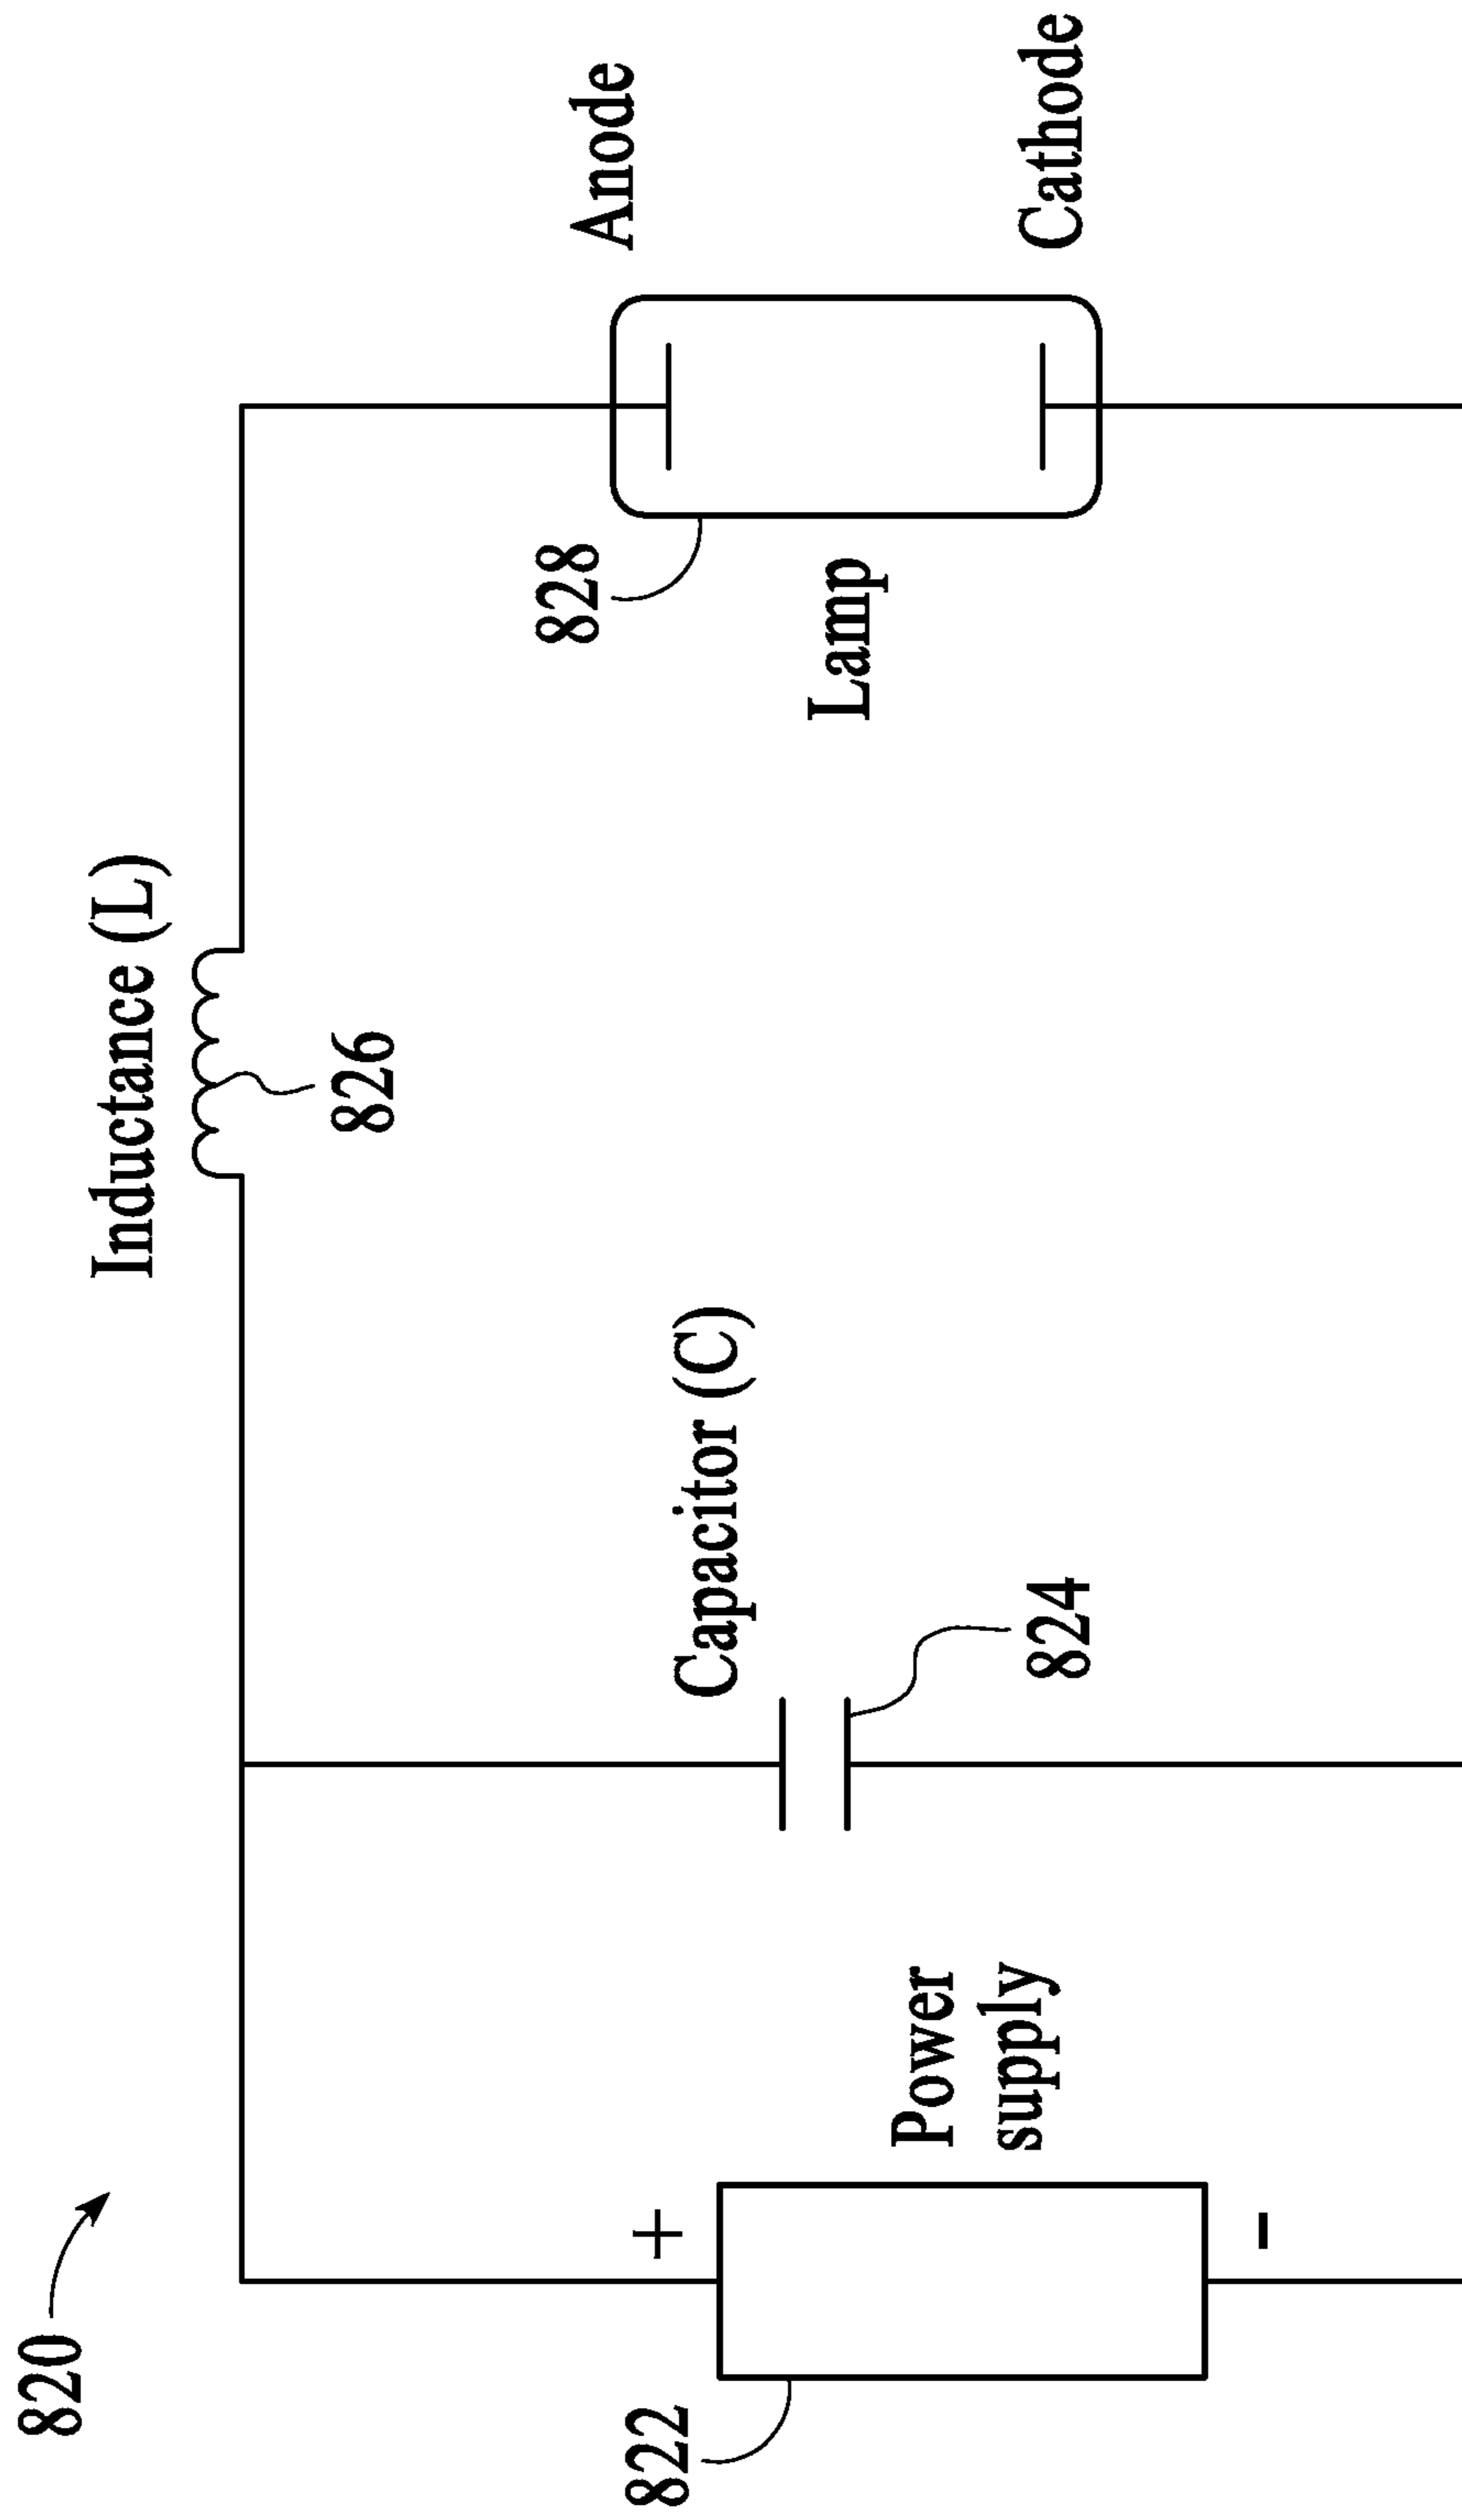 820
Inductance (L)
826
822
+
Power
supply
-
Capacitor (C)
824
828
Lamp
Anode
Cathode